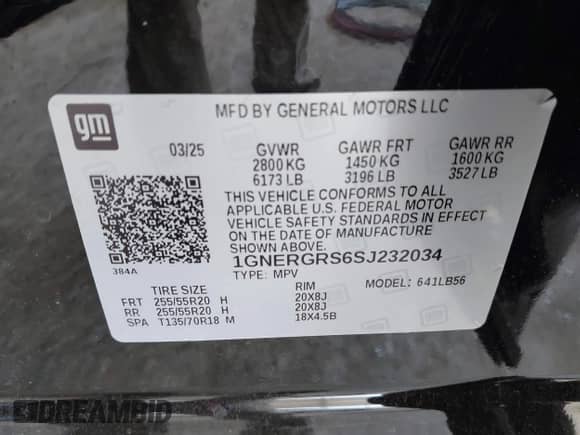 gm
MFD BY GENERAL MOTORS LLC
03/25 GVWR GAWR FRT GAWR RR
2800 KG 1450 KG 1600 KG
6173 LB 3196 LB 3527 LB
THIS VEHICLE CONFORMS TO ALL
APPLICABLE U.S. FEDERAL MOTOR
VEHICLE SAFETY STANDARDS IN EFFECT
ON THE DATE OF MANUFACTURE
SHOWN ABOVE.
384A
1GNERGRS6SJ232034
TYPE: MPV
MODEL: 641LB56
TIRE SIZE RIM
FRT 255/55R20 H 20X8J
RR 255/55R20 H 20X8J
SPA T135/70R18 M 18X4.5B
DREAMBID